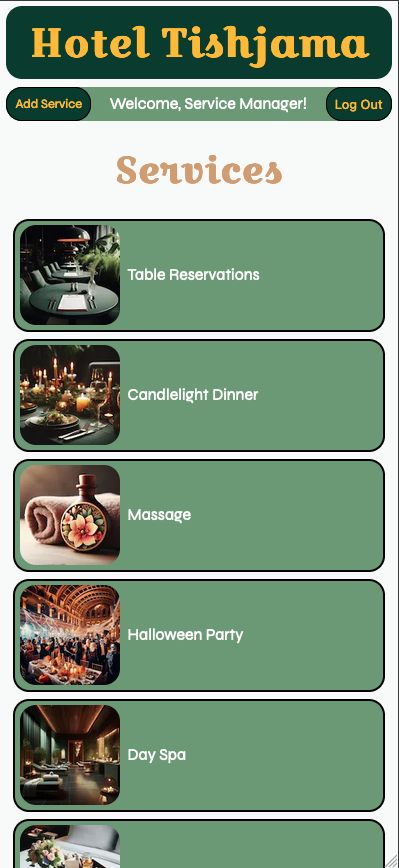 Hotel Tishjama
Add Service
Welcome, Service Manager!
Log Out
Services
Table Reservations
Candlelight Dinner
Massage
Halloween Party
Day Spa